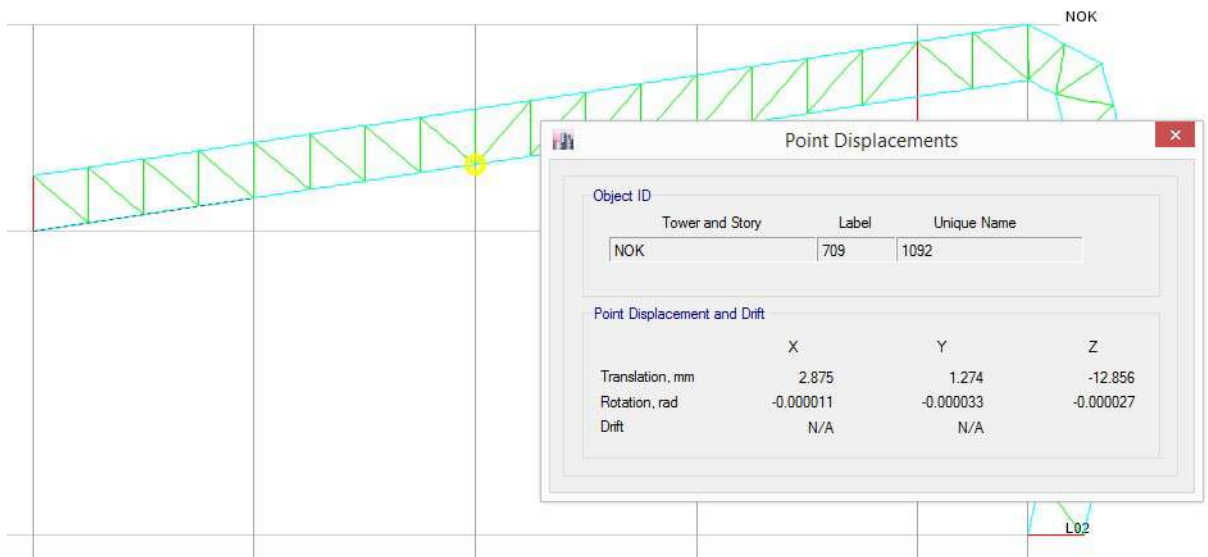 NOK
Point Displacements
Object ID
Tower and Story Label Unique Name
NOK 709 1092
Point Displacement and Drift
X Y Z
Translation, mm 2.875 1.274 -12.856
Rotation, rad -0.000011 -0.000033 -0.000027
Drift N/A N/A
L02